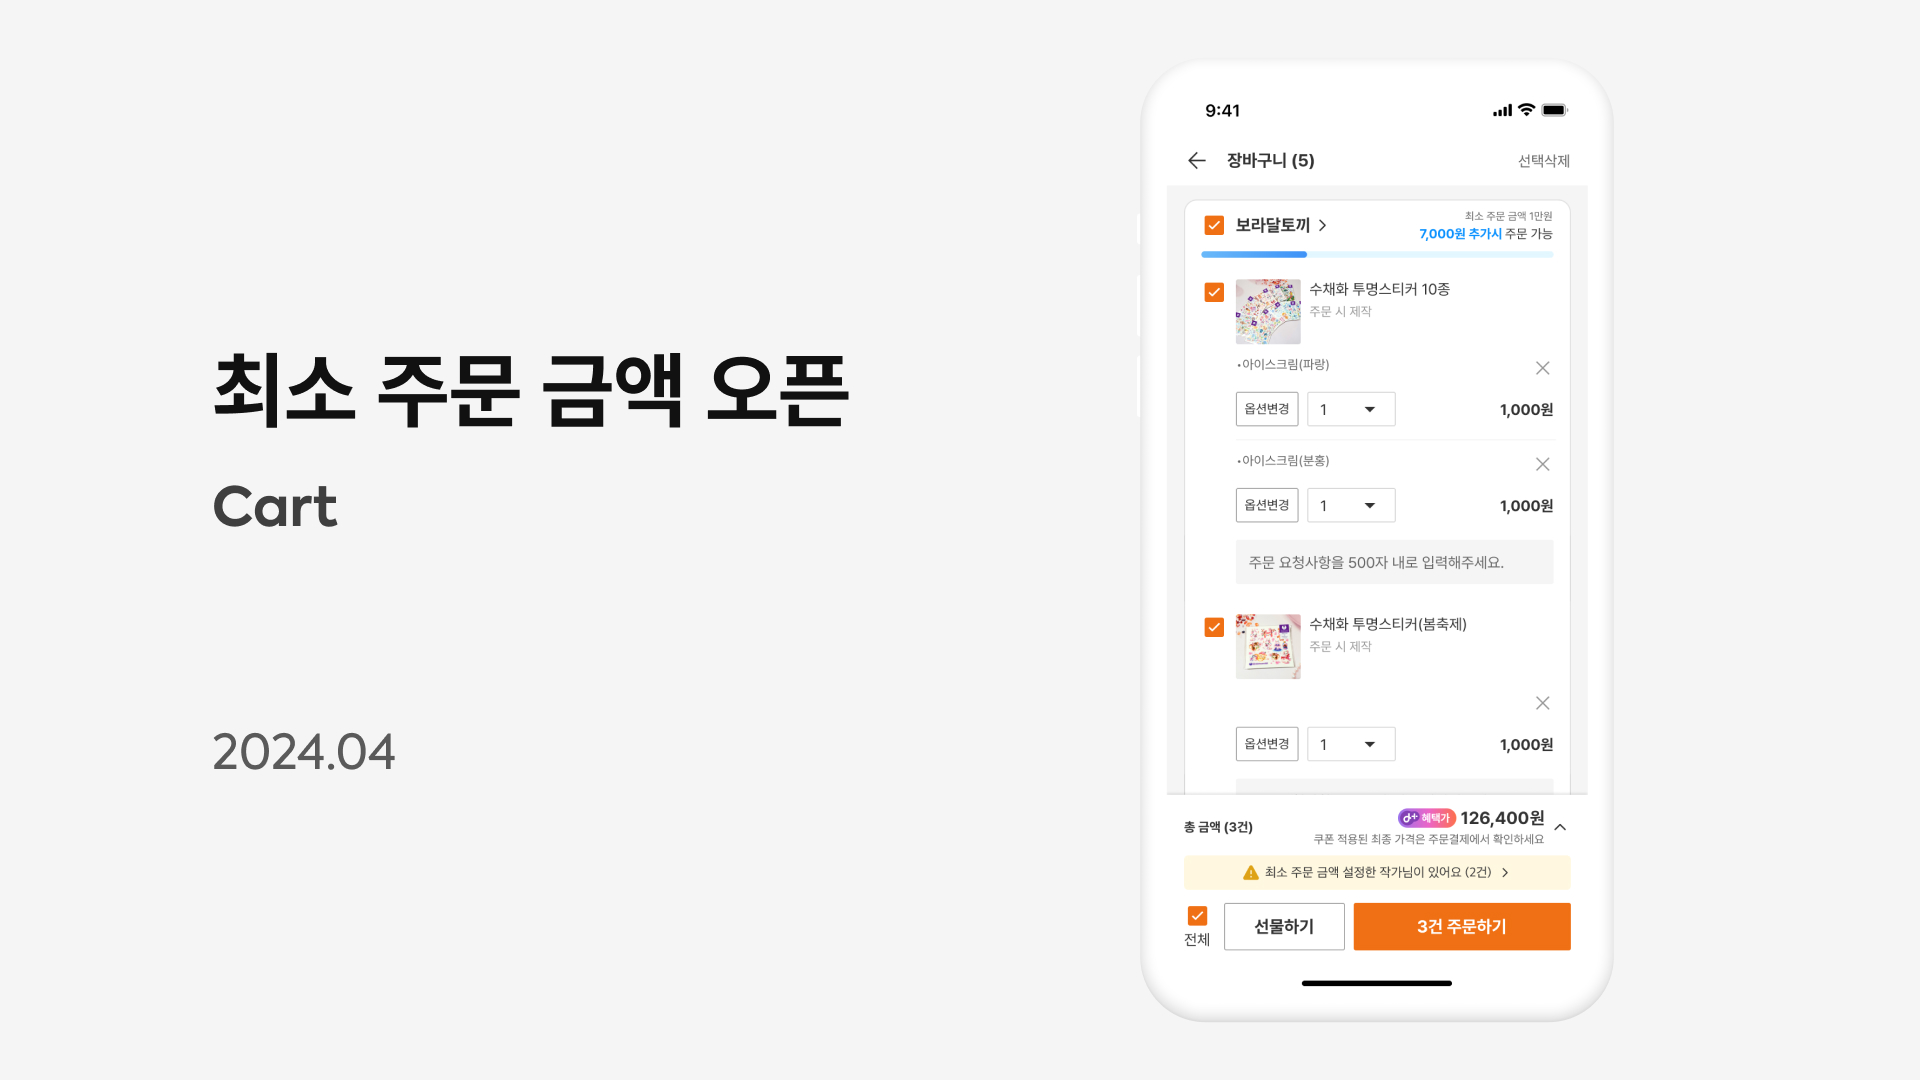 최소 주문 금액 오픈
Cart
2024.04
9:41
장바구니 (5)
선택삭제
보라달토끼
최소 주문 금액 1만원
7,000원 추가시 주문 가능
수채화 투명스티커 10종
주문 시 제작
•아이스크림(파랑)
옵션변경
1
1,000원
•아이스크림(분홍)
옵션변경
1
1,000원
주문 요청사항을 500자 내로 입력해주세요.
수채화 투명스티커(봄축제)
주문 시 제작
옵션변경
1
1,000원
총 금액 (3건)
d+ 혜택가 126,400원
쿠폰 적용된 최종 가격은 주문결제에서 확인하세요
최소 주문 금액 설정한 작가님이 있어요 (2건)
전체
선물하기
3건 주문하기